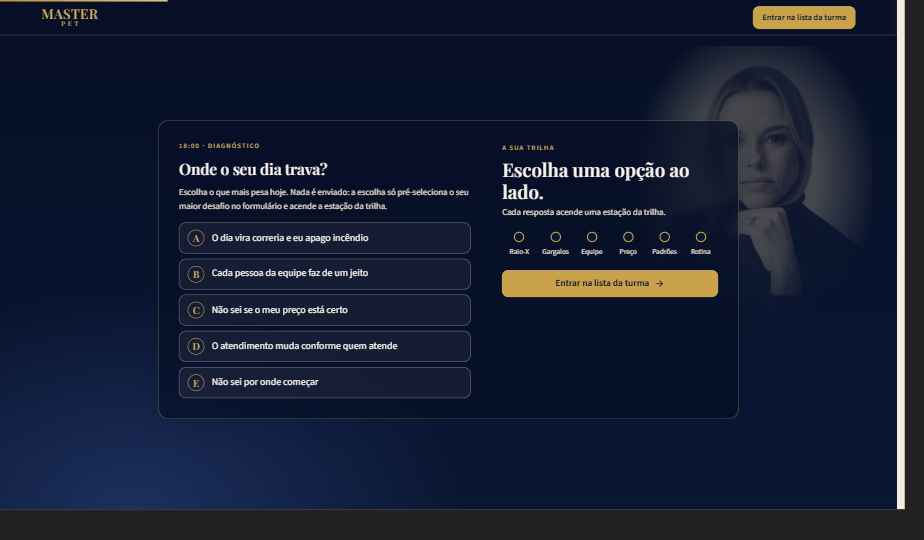 MASTER
PET
Entrar na lista da turma
18:00 · DIAGNÓSTICO
Onde o seu dia trava?
Escolha o que mais pesa hoje. Nada é enviado: a escolha só pré-seleciona o seu
maior desafio no formulário e acende a estação da trilha.
A O dia vira correria e eu apago incêndio
B Cada pessoa da equipe faz de um jeito
C Não sei se o meu preço está certo
D O atendimento muda conforme quem atende
E Não sei por onde começar
A SUA TRILHA
Escolha uma opção ao
lado.
Cada resposta acende uma estação da trilha.
Raio-X Gargalos Equipe Preço Padrões Rotina
Entrar na lista da turma →